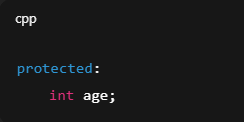 cpp
protected:
    int age;